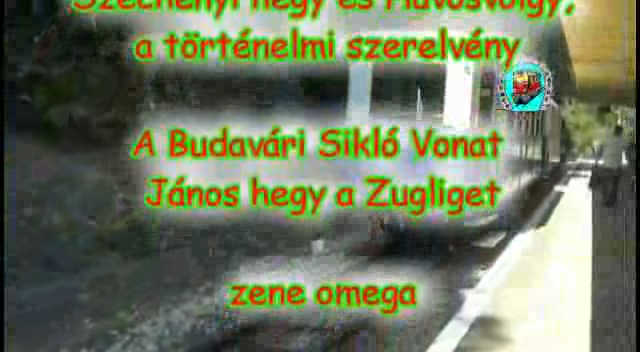 Széchenyi hegy és Hűvösvölgy,
a történelmi szerelvény
A Budavári Sikló Vonat
János hegy a Zugliget
zene omega